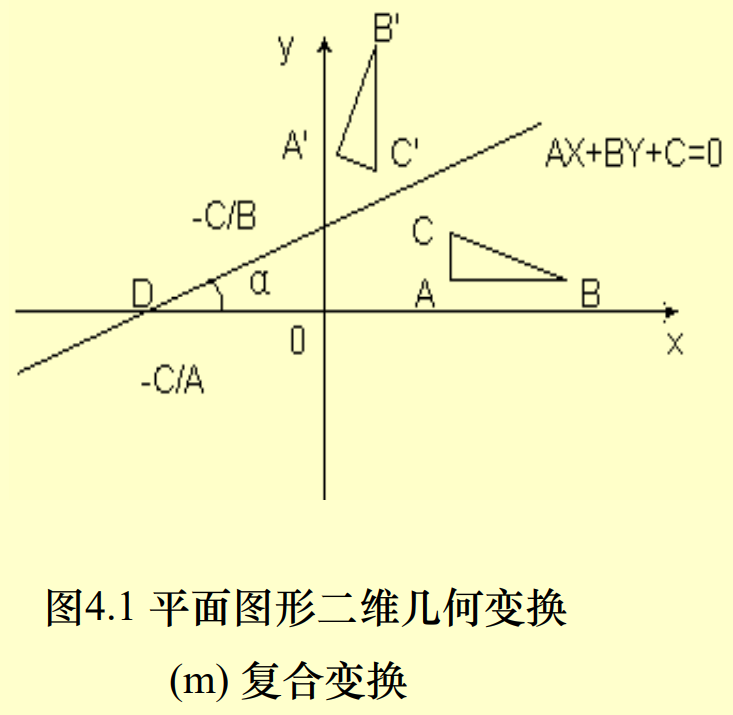 B'
y
A'
C'
AX+BY+C=0
-C/B
C
α
D
A
B
0
x
-C/A
图4.1 平面图形二维几何变换
(m) 复合变换